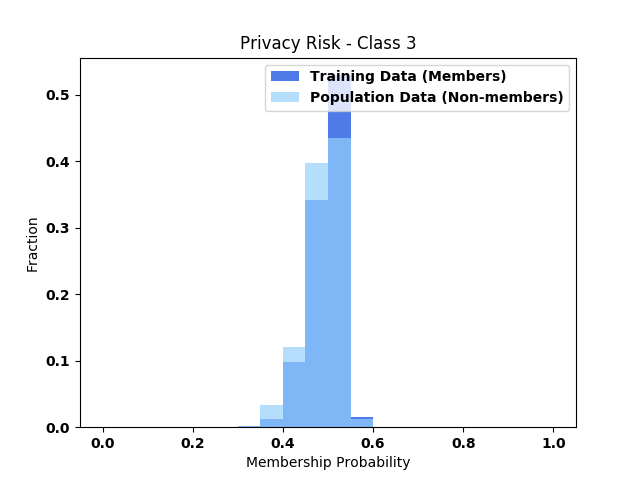 Privacy Risk - Class 3
Training Data (Members)
Population Data (Non-members)
0.5
0.4
0.3
0.2
0.1
0.0
Fraction
0.0 0.2 0.4 0.6 0.8 1.0
Membership Probability